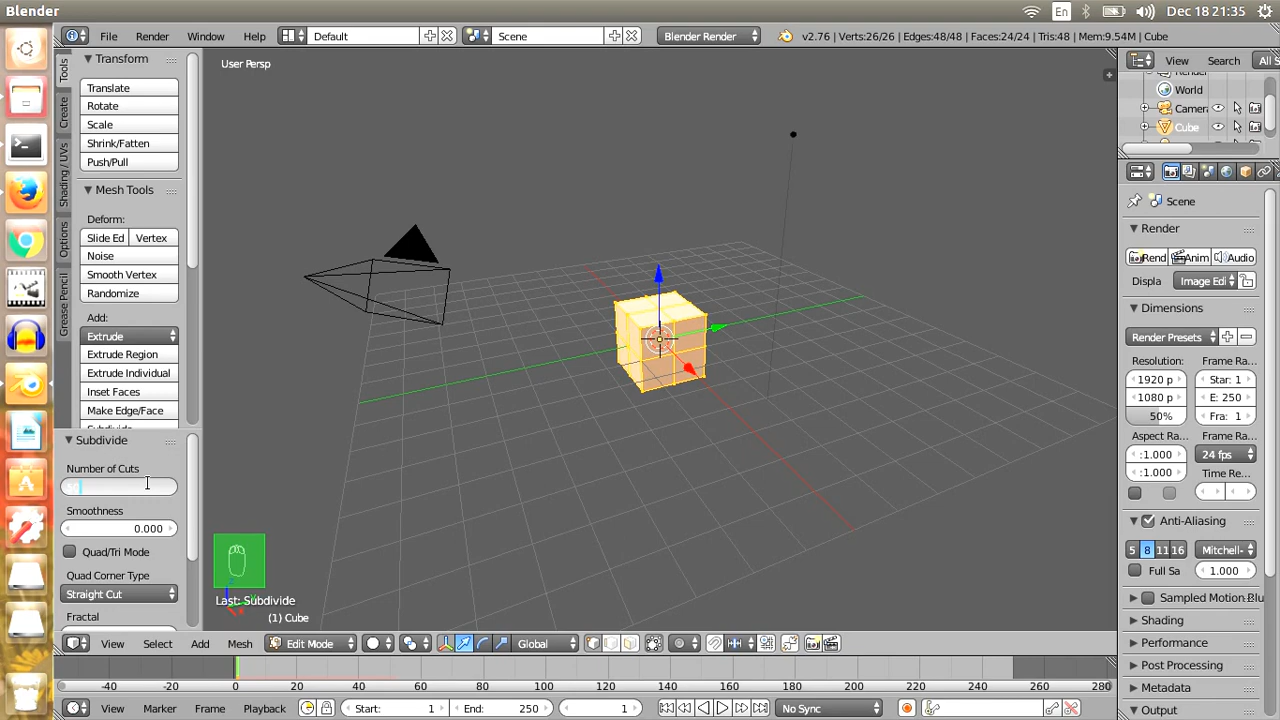 Blender
En
Dec 18 21:35
File Render Window Help Default Scene Blender Render v2.76 | Verts:26/26 | Edges:48/48 | Faces:24/24 | Tris:48 | Mem:9.54M | Cube
View Search All S
User Persp
World
Camera
Cube
Tools
Create
Shading / UVs
Options
Grease Pencil
Transform
Translate
Rotate
Scale
Shrink/Fatten
Push/Pull
Mesh Tools
Deform:
Slide Ed Vertex
Noise
Smooth Vertex
Randomize
Add:
Extrude
Extrude Region
Extrude Individual
Inset Faces
Make Edge/Face
Subdivide
Number of Cuts
Smoothness
0.000
Quad/Tri Mode
Quad Corner Type
Straight Cut
Fractal
Last: Subdivide
(1) Cube
View Select Add Mesh Edit Mode Global
-40 -20 0 20 40 60 80 100 120 140 160 180 200 220 240 260 280
View Marker Frame Playback Start: 1 End: 250 1 No Sync
Scene
Render
Rend Anim Audio
Displa Image Edi
Dimensions
Render Presets
Resolution: Frame Ra...
1920 p Star: 1
1080 p E: 250
50% Fra: 1
Aspect Ra... Frame Ra...
:1.000 24 fps
:1.000 Time Re...
Anti-Aliasing
5 8 11 16 Mitchell-
Full Sa 1.000
Sampled Motion Blu
Shading
Performance
Post Processing
Metadata
Output